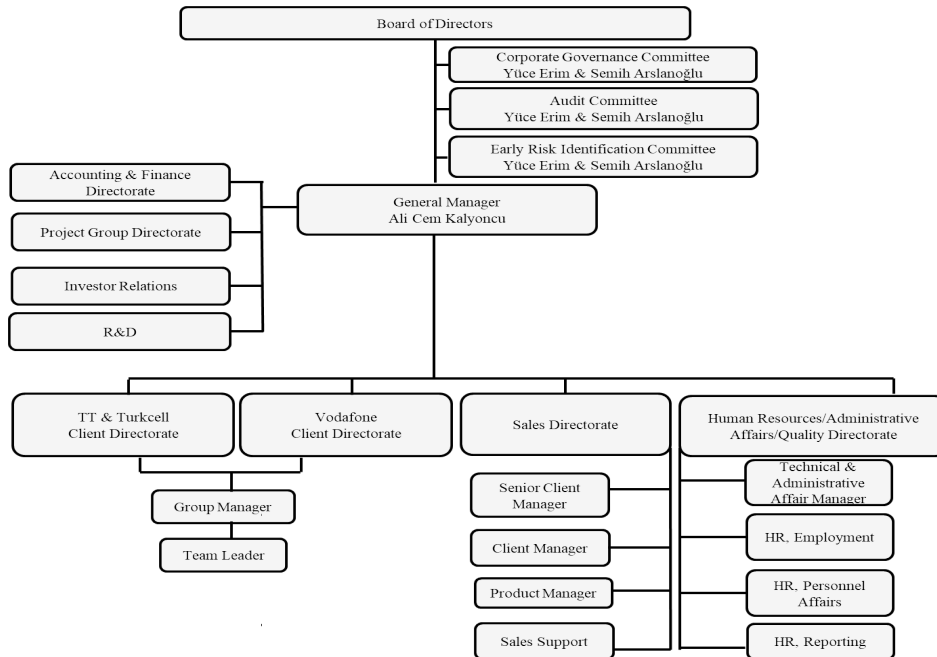 Board of Directors
Corporate Governance Committee
Yüce Erim & Semih Arslanoğlu
Audit Committee
Yüce Erim & Semih Arslanoğlu
Early Risk Identification Committee
Yüce Erim & Semih Arslanoğlu
Accounting & Finance
Directorate
Project Group Directorate
Investor Relations
R&D
General Manager
Ali Cem Kalyoncu
TT & Turkcell
Client Directorate
Vodafone
Client Directorate
Sales Directorate
Human Resources/Administrative
Affairs/Quality Directorate
Group Manager
Team Leader
Senior Client
Manager
Client Manager
Product Manager
Sales Support
Technical &
Administrative
Affair Manager
HR, Employment
HR, Personnel
Affairs
HR, Reporting